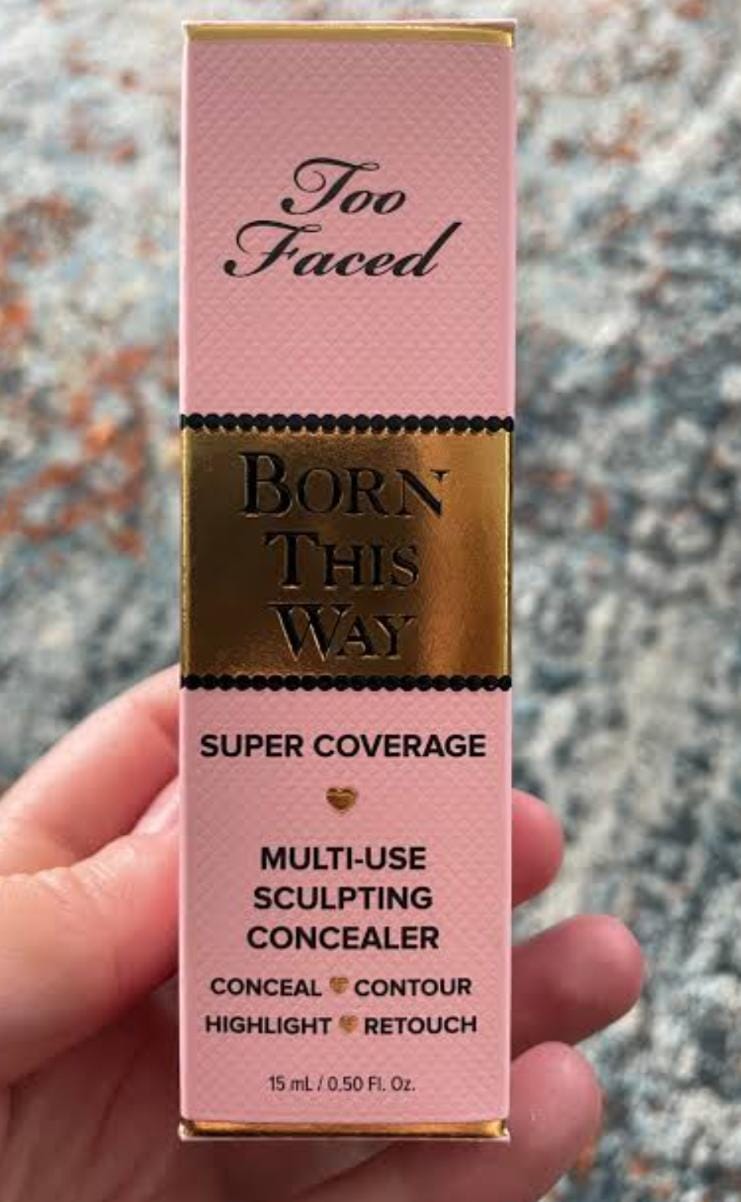 Too
Faced
BORN
THIS
WAY
SUPER COVERAGE
MULTI-USE
SCULPTING
CONCEALER
CONCEAL CONTOUR
HIGHLIGHT RETOUCH
15 mL / 0.50 Fl. Oz.